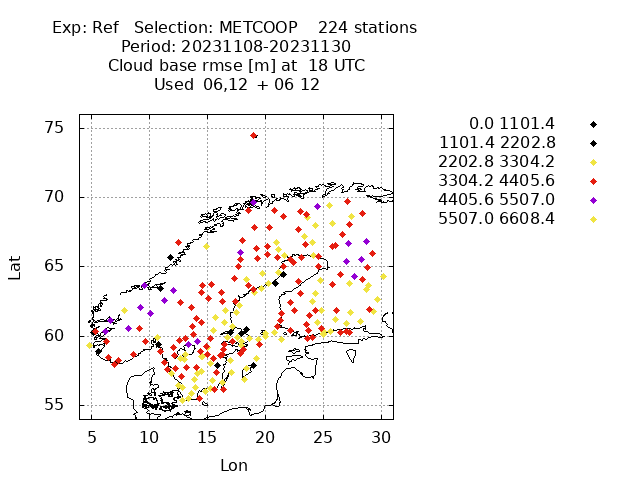 Exp: Ref Selection: METCOOP 224 stations
Period: 20231108-20231130
Cloud base rmse [m] at 18 UTC
Used 06,12 + 06 12
0.0 1101.4
1101.4 2202.8
2202.8 3304.2
3304.2 4405.6
4405.6 5507.0
5507.0 6608.4
75
70
65
60
55
Lat
5 10 15 20 25 30
Lon